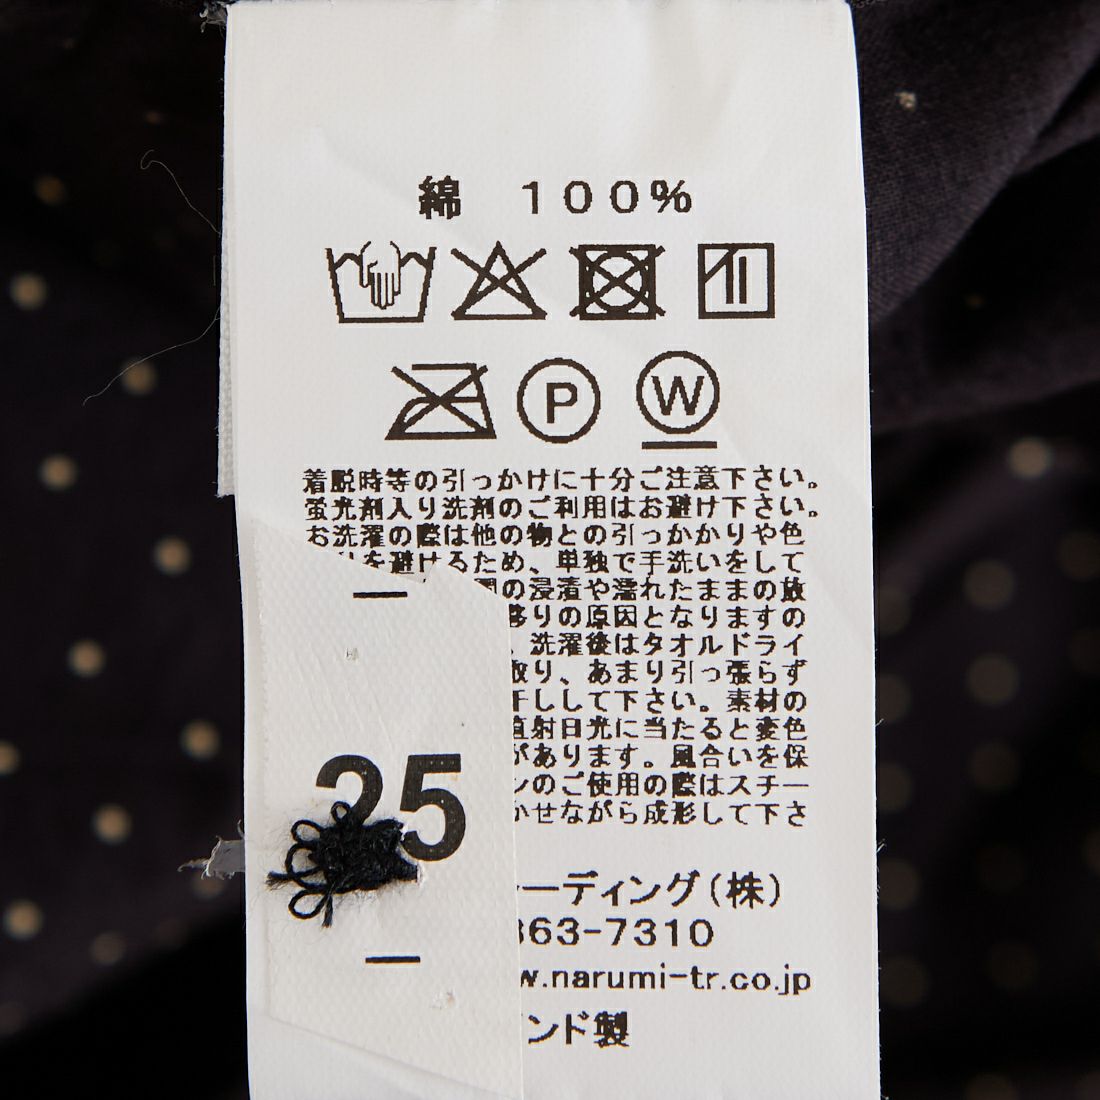 綿 100%
P W
着脱時等の引っかけに十分ご注意下さい。
蛍光剤入り洗剤のご利用はお避け下さい。
お洗濯の際は他の物との引っかかりや色
を避けるため、単独で手洗いをして
の浸漬や濡れたままの放
移りの原因となりますの
、洗濯後はタオルドライ
取り、あまり引っ張らず
干しして下さい。素材の
直射日光に当たると変色
があります。風合いを保
ンのご使用の際はスチー
かせながら成形して下さ
25
レーディング(株)
363-7310
w.narumi-tr.co.jp
ンド製